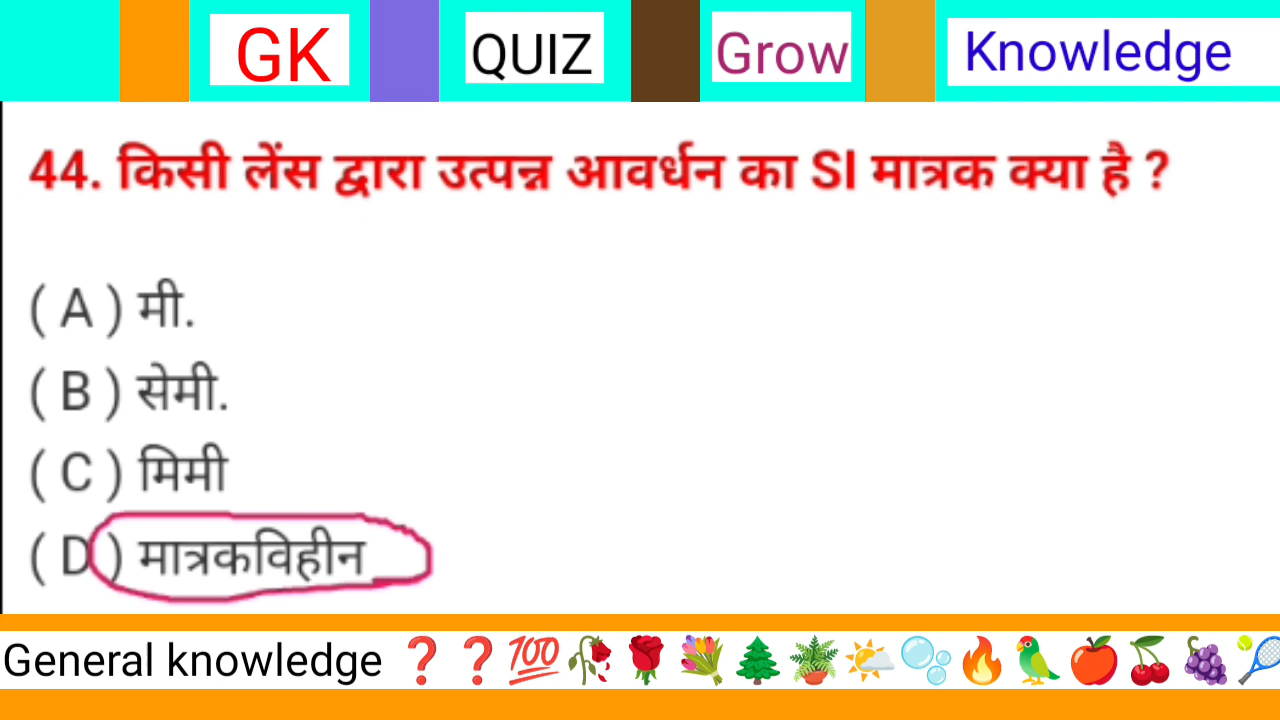 GK QUIZ Grow Knowledge
44. किसी लेंस द्वारा उत्पन्न आवर्धन का SI मात्रक क्या है ?
( A ) मी.
( B ) सेमी.
( C ) मिमी
( D ) मात्रकविहीन
General knowledge ❓ ❓ 💯 🥀 🌹 💐 🌲 🪴 🌤️ 🫧 🔥 🦜 🍎 🍒 🍇 🎾